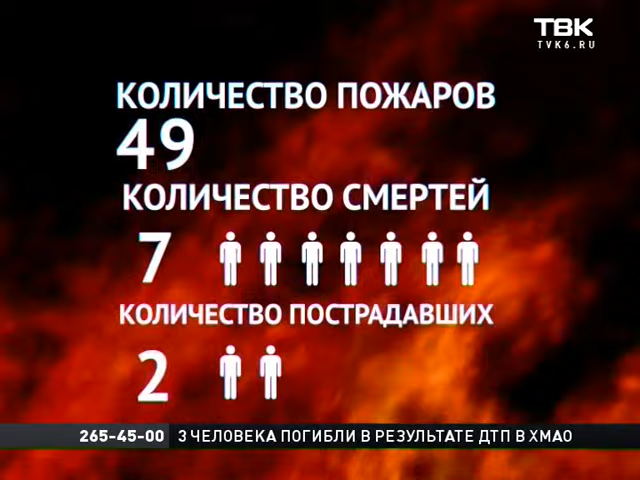 ТВК
TVK6.RU
КОЛИЧЕСТВО ПОЖАРОВ
49
КОЛИЧЕСТВО СМЕРТЕЙ
7
КОЛИЧЕСТВО ПОСТРАДАВШИХ
2
265-45-00 3 ЧЕЛОВЕКА ПОГИБЛИ В РЕЗУЛЬТАТЕ ДТП В ХМАО